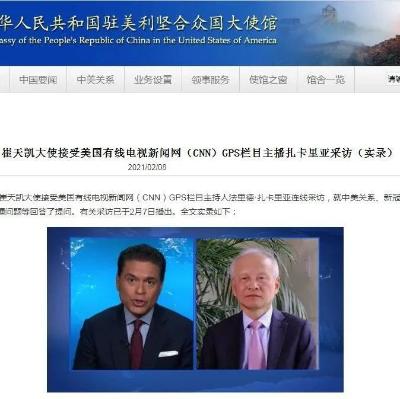 华人民共和国驻美利坚合众国大使馆
assy of the People's Republic of China in the United States of America
中国要闻 中美关系 业务设置 领事服务 使馆之窗 馆舍一览 请
崔天凯大使接受美国有线电视新闻网（CNN）GPS栏目主播扎卡里亚采访（实录）
2021/02/08
崔天凯大使接受美国有线电视新闻网（CNN）GPS栏目主持人法里德·扎卡里亚连线采访，就中美关系、新冠
问题等回答了提问。有关采访已于2月7日播出。全文实录如下：